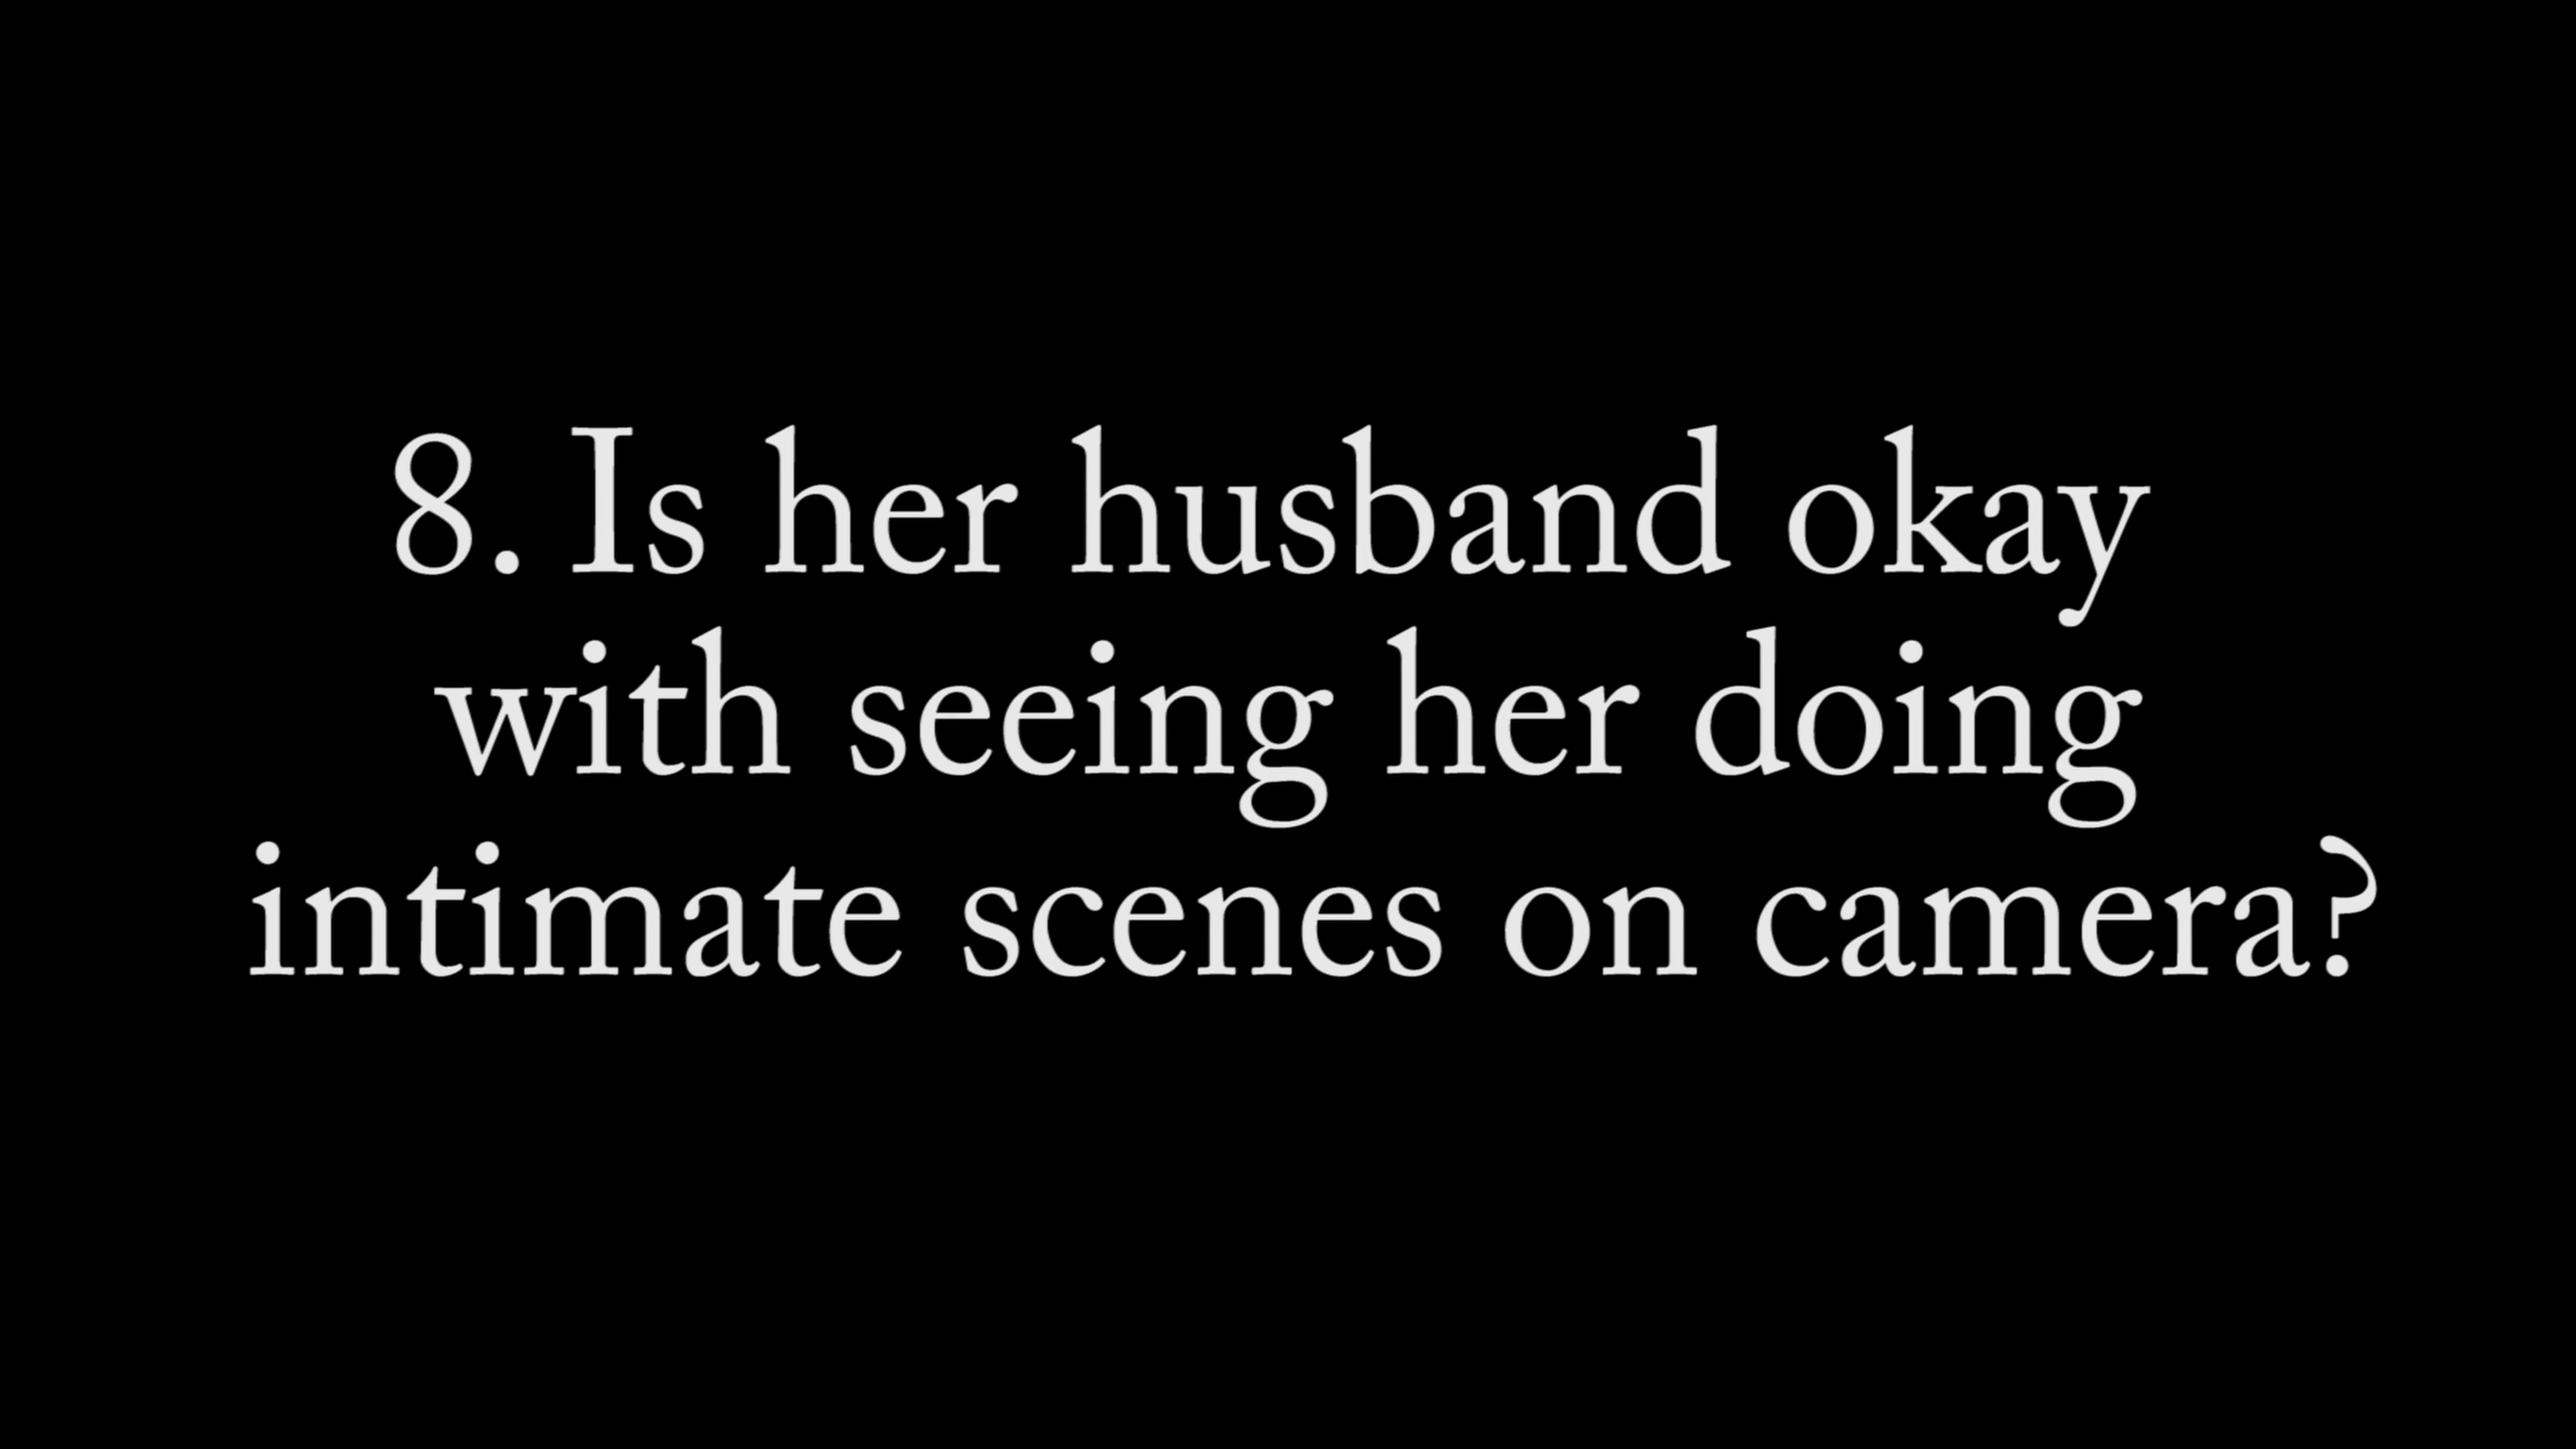 8. Is her husband okay
with seeing her doing
intimate scenes on camera?